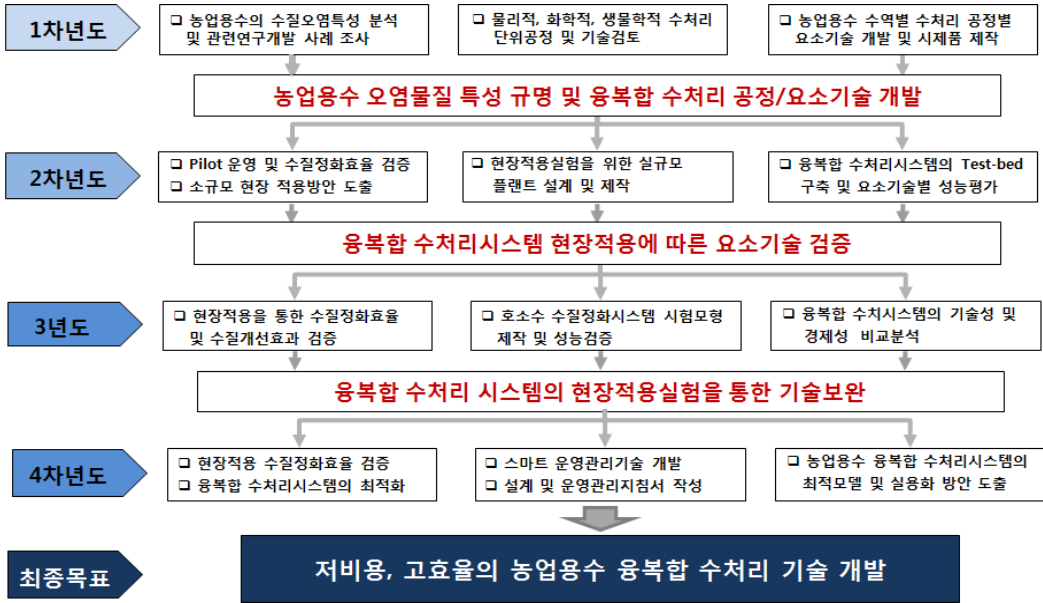 1차년도
❑ 농업용수의 수질오염특성 분석
및 관련연구개발 사례 조사
❑ 물리적, 화학적, 생물학적 수처리
단위공정 및 기술검토
❑ 농업용수 수역별 수처리 공정별
요소기술 개발 및 시제품 제작
농업용수 오염물질 특성 규명 및 융복합 수처리 공정/요소기술 개발
2차년도
❑ Pilot 운영 및 수질정화효율 검증
❑ 소규모 현장 적용방안 도출
❑ 현장적용실험을 위한 실규모
플랜트 설계 및 제작
❑ 융복합 수처리시스템의 Test-bed
구축 및 요소기술별 성능평가
융복합 수처리시스템 현장적용에 따른 요소기술 검증
3년도
❑ 현장적용을 통한 수질정화효율
및 수질개선효과 검증
❑ 호소수 수질정화시스템 시험모형
제작 및 성능검증
❑ 융복합 수치시스템의 기술성 및
경제성 비교분석
융복합 수처리 시스템의 현장적용실험을 통한 기술보완
4차년도
❑ 현장적용 수질정화효율 검증
❑ 융복합 수처리시스템의 최적화
❑ 스마트 운영관리기술 개발
❑ 설계 및 운영관리지침서 작성
❑ 농업용수 융복합 수처리시스템의
최적모델 및 실용화 방안 도출
최종목표
저비용, 고효율의 농업용수 융복합 수처리 기술 개발